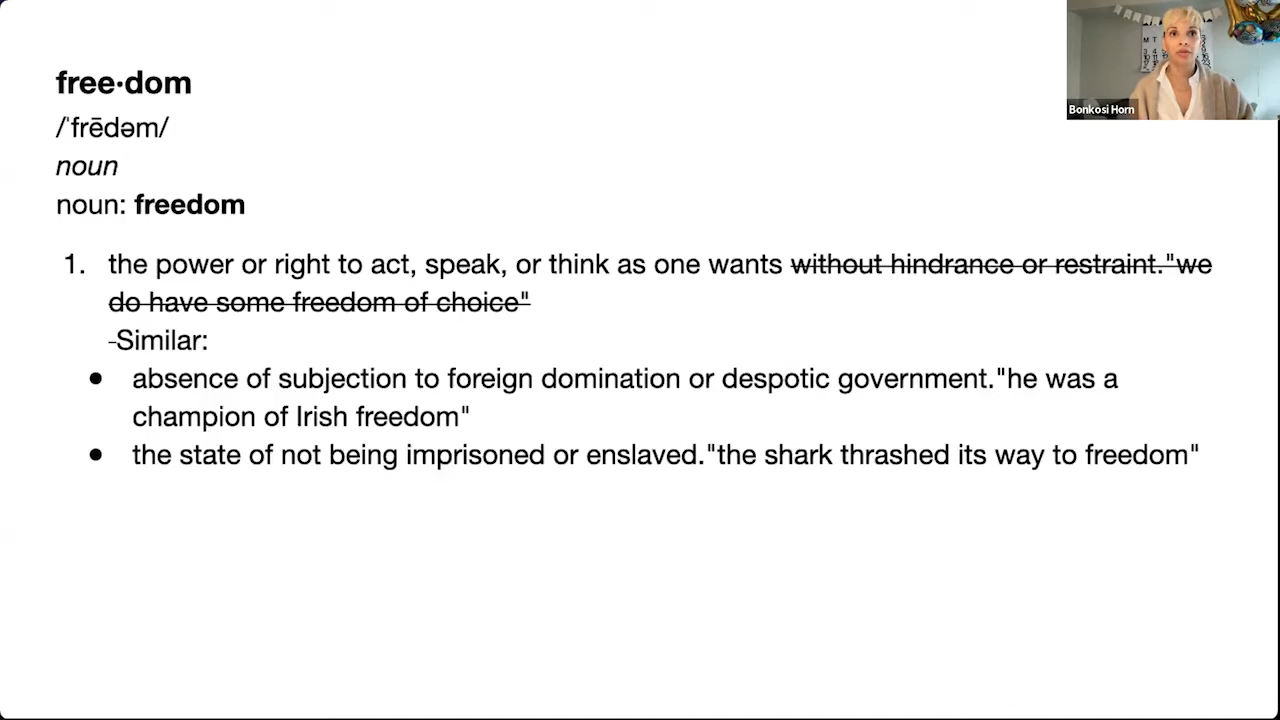 free·dom
/ˈfrēdəm/
noun
noun: freedom
1. the power or right to act, speak, or think as one wants without hindrance or restraint."we
do have some freedom of choice"
-Similar:
● absence of subjection to foreign domination or despotic government."he was a
champion of Irish freedom"
● the state of not being imprisoned or enslaved."the shark thrashed its way to freedom"
M T
3 4
Bonkosi Horn